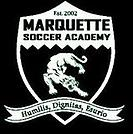 Est. 2002
MARQUETTE
SOCCER ACADEMY
Humilis, Dignitas, Esurio